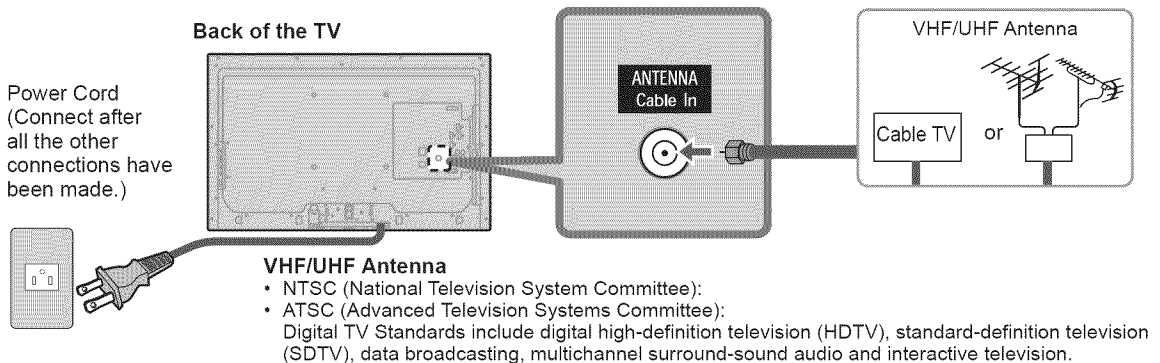 Back of the TV
Power Cord
(Connect after
all the other
connections have
been made.)
ANTENNA
Cable In
VHF/UHF Antenna
Cable TV
or
VHF/UHF Antenna
• NTSC (National Television System Committee):
• ATSC (Advanced Television Systems Committee):
Digital TV Standards include digital high-definition television (HDTV), standard-definition television
(SDTV), data broadcasting, multichannel surround-sound audio and interactive television.